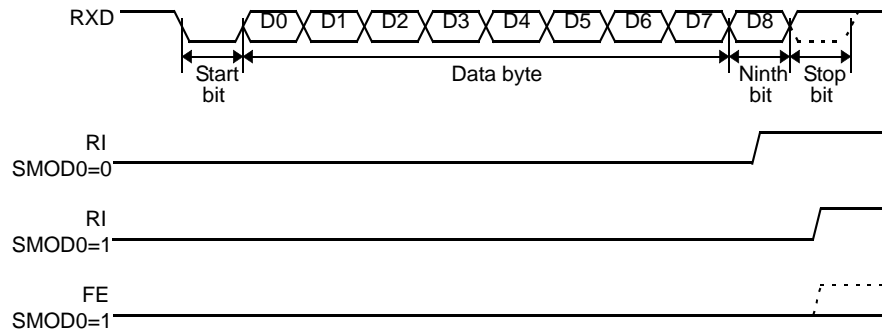 RXD D0 D1 D2 D3 D4 D5 D6 D7 D8
Start bit
Data byte
Ninth bit
Stop bit
RI
SMOD0=0
RI
SMOD0=1
FE
SMOD0=1